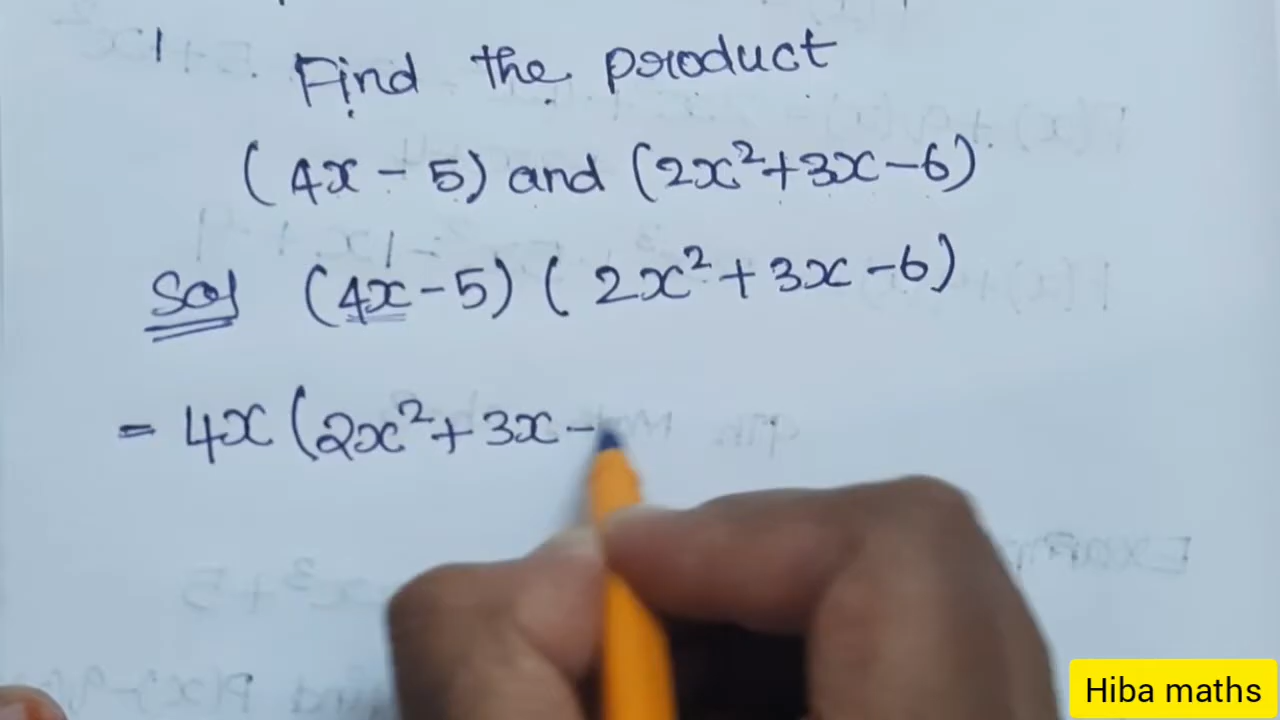 1 Find the product
(4x - 5) and (2x²+3x-6)
Sol (4x-5) ( 2x² + 3x -6)
= 4x (2x²+ 3x -
Hiba maths